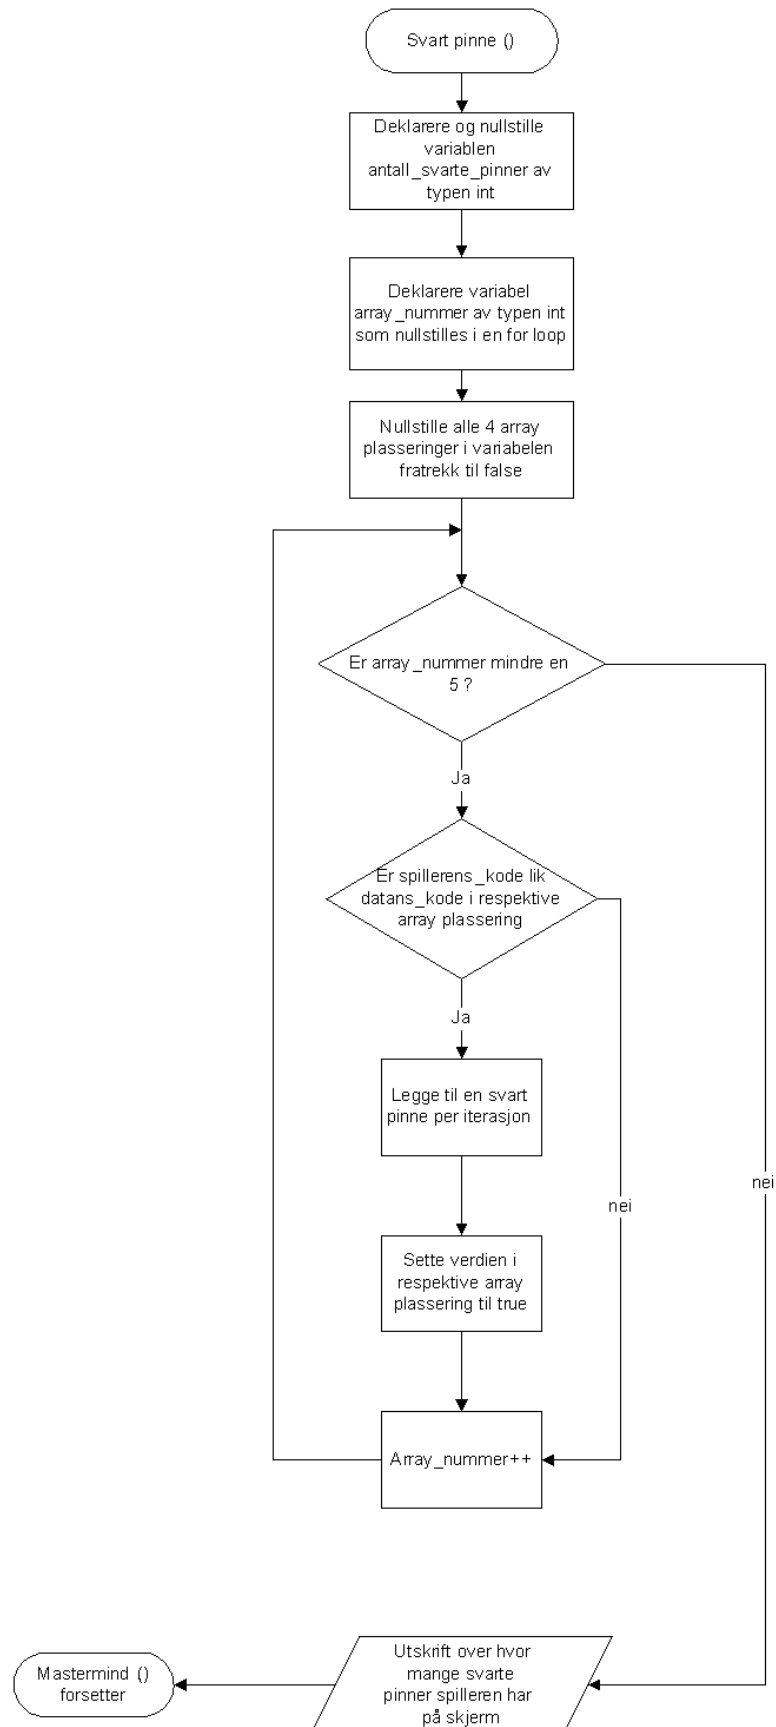 Svart pinne ()
Deklarere og nullstille
variablen
antall_svarte_pinner av
typen int
Deklarere variabel
array_nummer av typen int
som nullstilles i en for loop
Nullstille alle 4 array
plasseringer i variabelen
fratrekk til false
Er array_nummer mindre en
5 ?
Ja
Er spillerens_kode lik
datans_kode i respektive
array plassering
Ja
Legge til en svart
pinne per iterasjon
nei
nei
Sette verdien i
respektive array
plassering til true
Array_nummer++
Utskrift over hvor
mange svarte
pinner spilleren har
på skjerm
Mastermind ()
forsetter